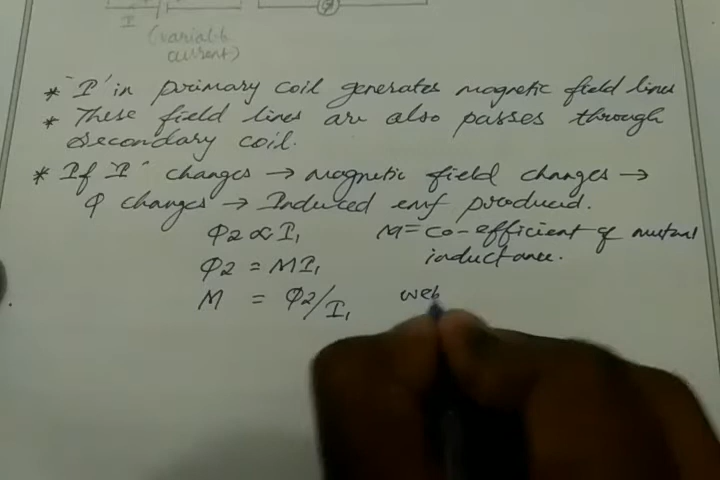 I
(variable
current)
* "I" in primary coil generates magnetic field lines
* These field lines are also passes through
secondary coil.
* If "I" changes → magnetic field changes →
φ changes → Induced emf produced.
φ2 ∝ I₁ M = co-efficient of mutual
φ2 = MI₁ inductance.
M = φ2/I₁ web